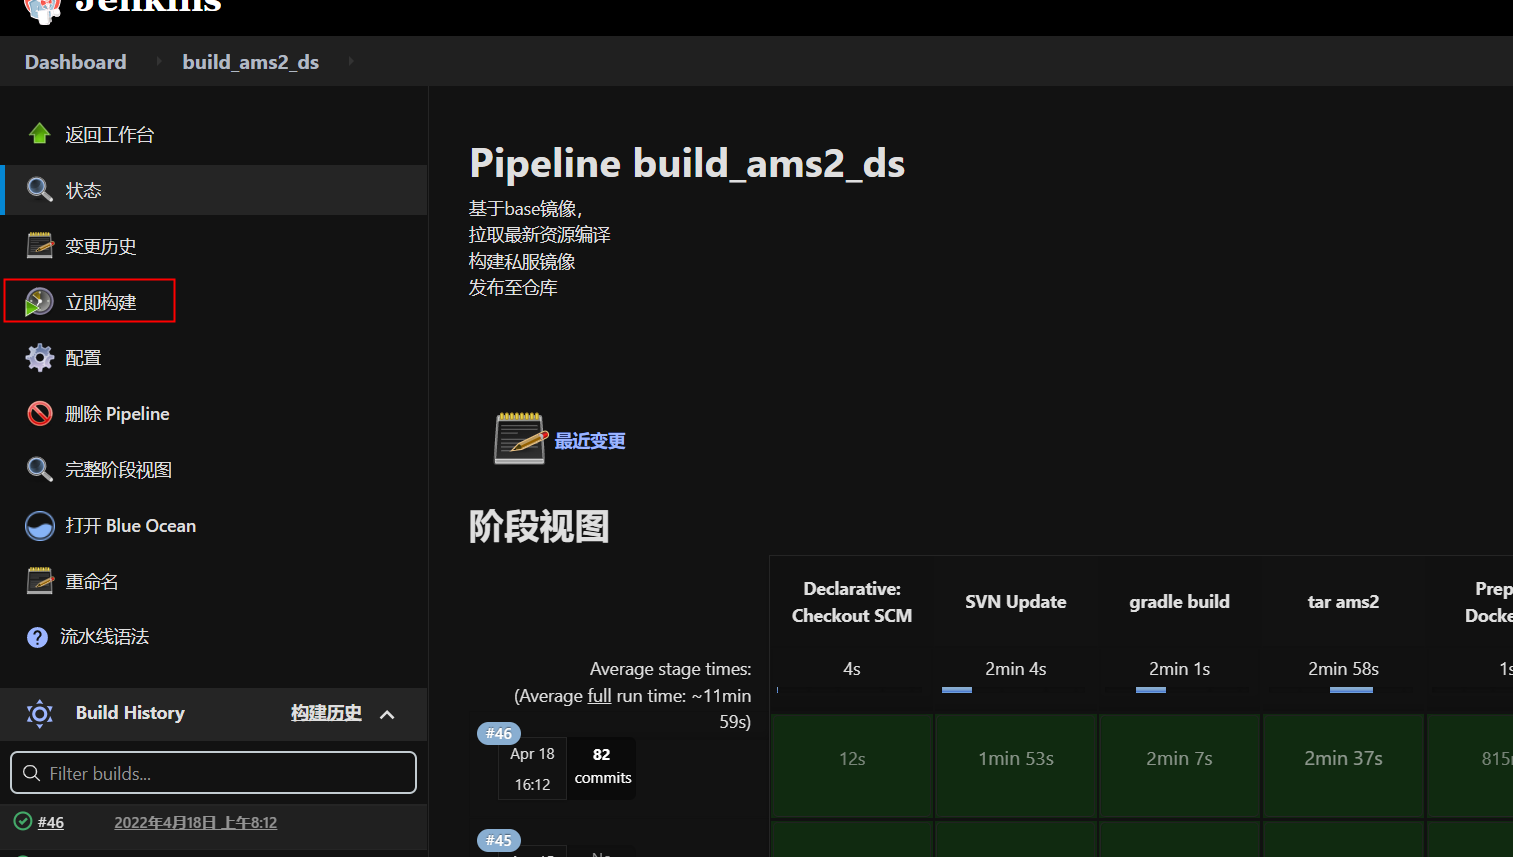 Jenkins
Dashboard
build_ams2_ds
返回工作台
状态
变更历史
立即构建
配置
删除 Pipeline
完整阶段视图
打开 Blue Ocean
重命名
流水线语法
Build History
构建历史
Filter builds...
#46
2022年4月18日 上午8:12
Pipeline build_ams2_ds
基于base镜像，
拉取最新资源编译
构建私服镜像
发布至仓库
最近变更
阶段视图
Declarative:
Checkout SCM
SVN Update
gradle build
tar ams2
Prep
Docke
Average stage times:
(Average full run time: ~11min
59s)
4s
2min 4s
2min 1s
2min 58s
1s
#46
Apr 18
16:12
82
commits
12s
1min 53s
2min 7s
2min 37s
815
#45
No